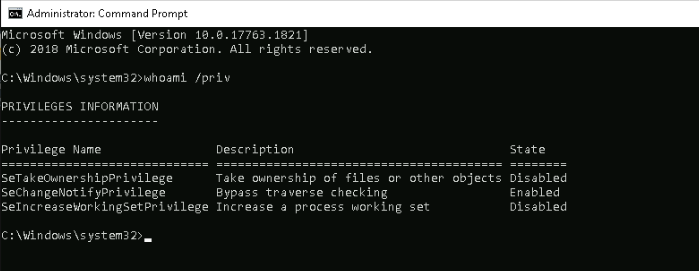 Administrator: Command Prompt
Microsoft Windows [Version 10.0.17763.1821]
(c) 2018 Microsoft Corporation. All rights reserved.
C:\Windows\system32>whoami /priv
PRIVILEGES INFORMATION
----------------------
Privilege Name Description State
============================= ======================================== ========
SeTakeOwnershipPrivilege Take ownership of files or other objects Disabled
SeChangeNotifyPrivilege Bypass traverse checking Enabled
SeIncreaseWorkingSetPrivilege Increase a process working set Disabled
C:\Windows\system32>